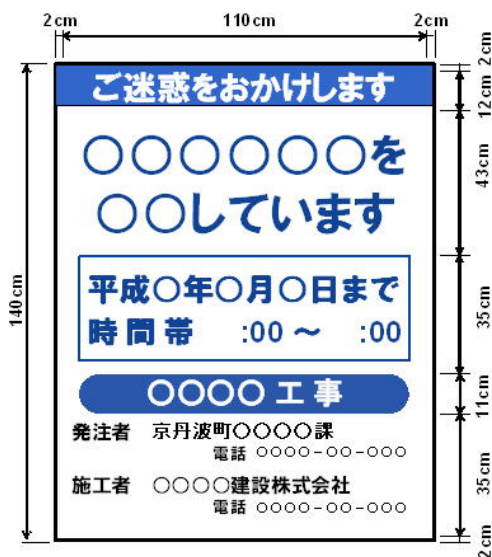 2cm 110cm 2cm
2cm
ご迷惑をおかけします
12cm
○○○○○○を
43cm
○○しています
140cm
平成○年○月○日まで
35cm
時間帯 :00～ :00
○○○○工事
11cm
発注者 京丹波町○○○○課
電話 ○○○○-○○-○○○
35cm
施工者 ○○○○建設株式会社
電話 ○○○○-○○-○○○
2cm